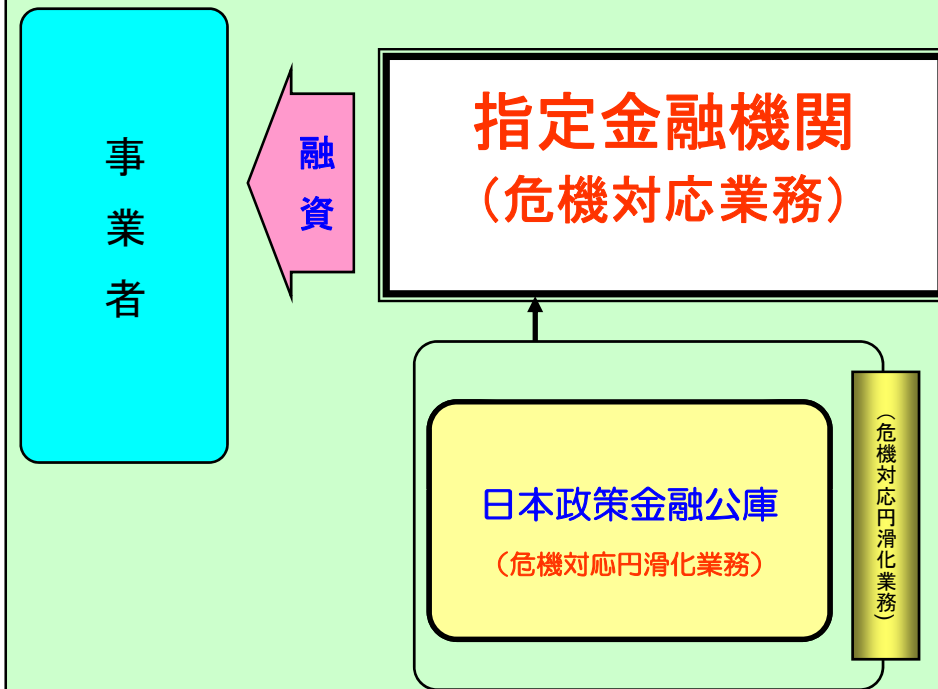 事業者
融資
指定金融機関
（危機対応業務）
日本政策金融公庫
（危機対応円滑化業務）
（危機対応円滑化業務）